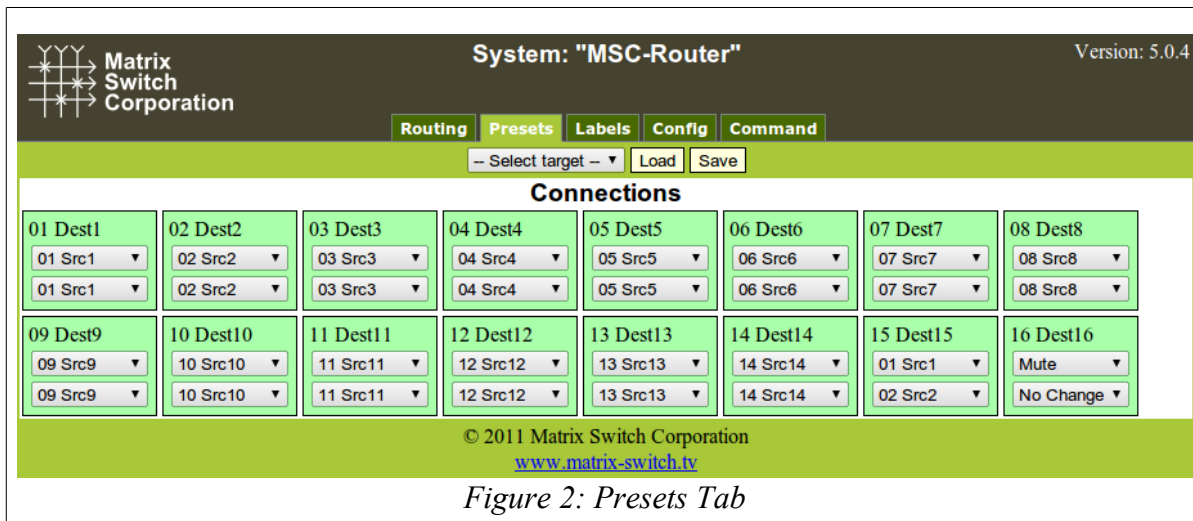 Matrix
Switch
Corporation
System: "MSC-Router"
Version: 5.0.4
Routing Presets Labels Config Command
-- Select target -- Load Save
Connections
01 Dest1 02 Dest2 03 Dest3 04 Dest4 05 Dest5 06 Dest6 07 Dest7 08 Dest8
01 Src1 02 Src2 03 Src3 04 Src4 05 Src5 06 Src6 07 Src7 08 Src8
01 Src1 02 Src2 03 Src3 04 Src4 05 Src5 06 Src6 07 Src7 08 Src8
09 Dest9 10 Dest10 11 Dest11 12 Dest12 13 Dest13 14 Dest14 15 Dest15 16 Dest16
09 Src9 10 Src10 11 Src11 12 Src12 13 Src13 14 Src14 01 Src1 Mute
09 Src9 10 Src10 11 Src11 12 Src12 13 Src13 14 Src14 02 Src2 No Change
© 2011 Matrix Switch Corporation
www.matrix-switch.tv
Figure 2: Presets Tab